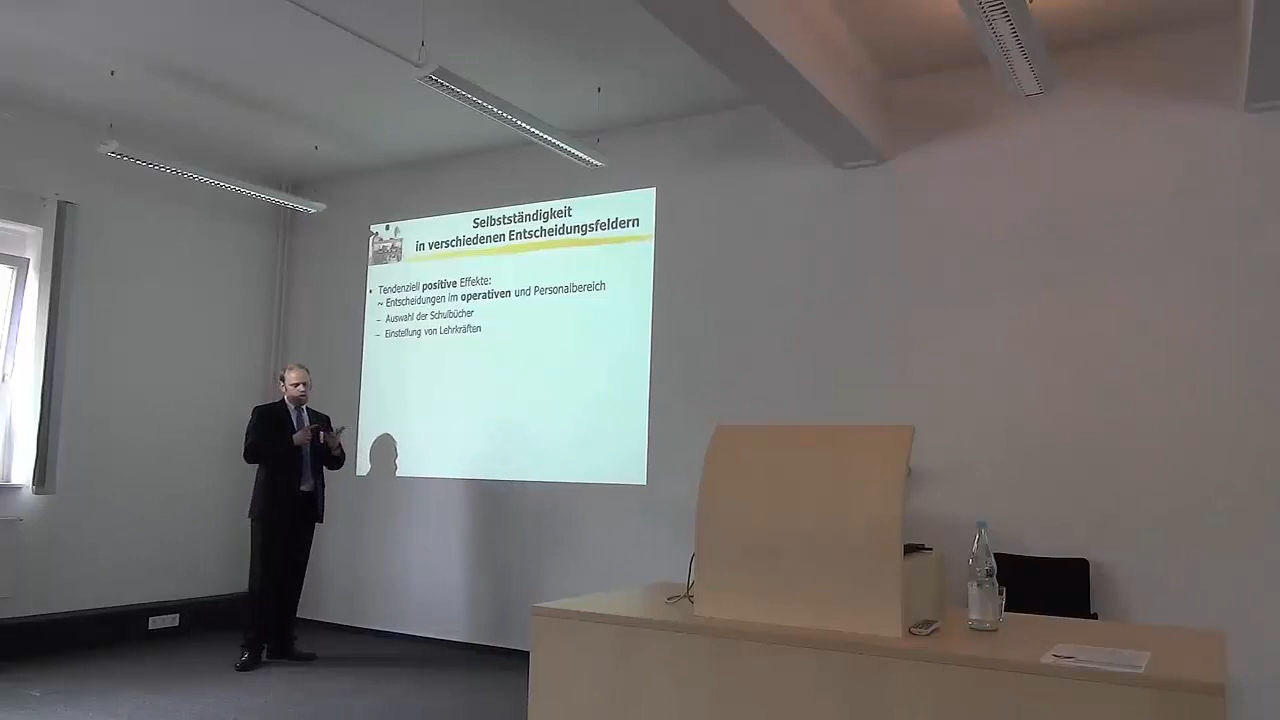 Selbstständigkeit
in verschiedenen Entscheidungsfeldern
• Tendenziell positive Effekte:
~ Entscheidungen im operativen und Personalbereich
– Auswahl der Schulbücher
– Einstellung von Lehrkräften